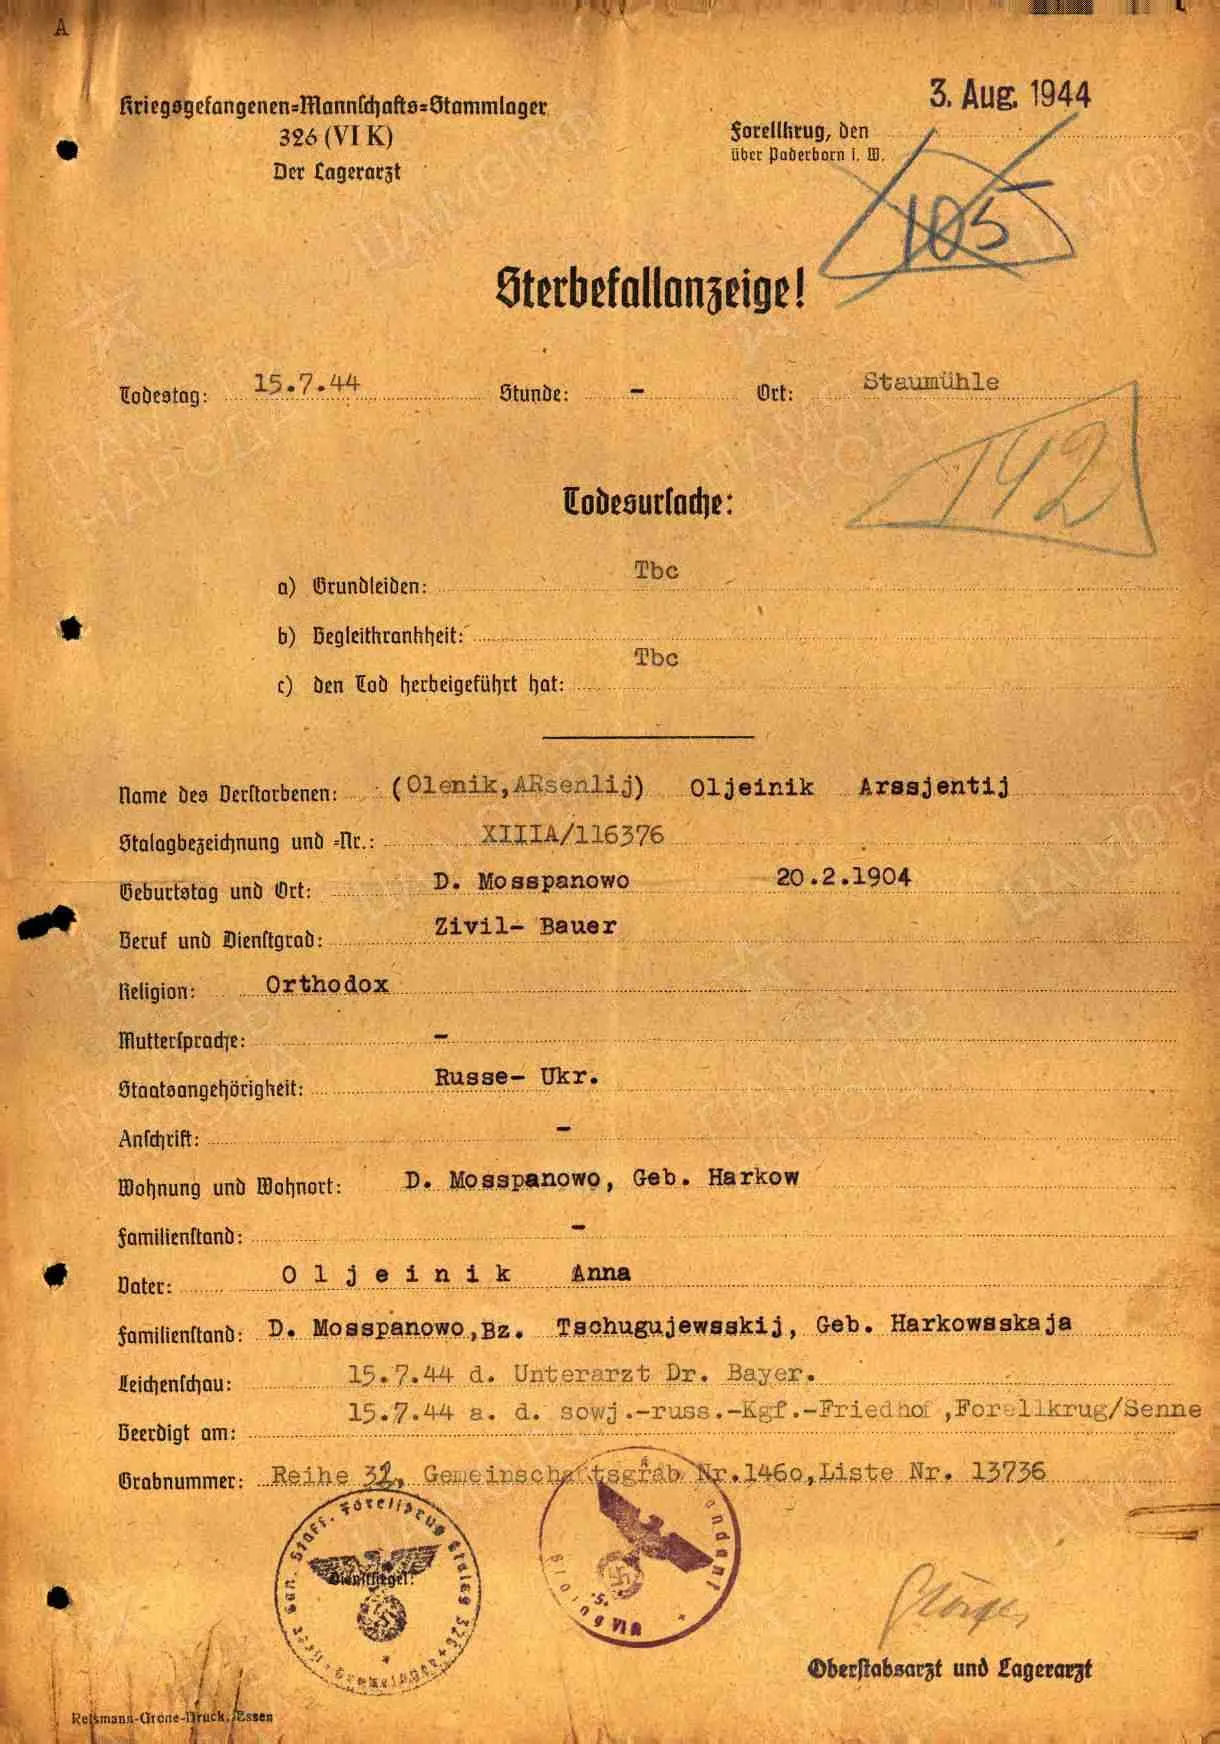 A
Kriegsgefangenen=Mannschafts=Stammlager
326 (VI K)
Der Lagerarzt
3. Aug. 1944
Forellkrug, den
über Paderborn i. W.
105
Sterbefallanzeige!
Todestag: 15.7.44 Stunde: - Ort: Staumühle
142
Todesursache:
a) Grundleiden: Tbc
b) Begleitkrankheit:
c) den Tod herbeigeführt hat: Tbc
Name des Verstorbenen: (Olenik,ARsenlij) Oljeinik Arssjentij
Stalagbezeichnung und =Nr.: XIIIA/116376
Geburtstag und Ort: D. Mosspanowo 20.2.1904
Beruf und Dienstgrad: Zivil- Bauer
Religion: Orthodox
Muttersprache: -
Staatsangehörigkeit: Russe- Ukr.
Anschrift: -
Wohnung und Wohnort: D. Mosspanowo, Geb. Harkow
Familienstand: -
Vater: Oljeinik Anna
Familienstand: D. Mosspanowo,Bz. Tschugujewsskij, Geb. Harkowsskaja
Leichenschau: 15.7.44 d. Unterarzt Dr. Bayer.
Beerdigt am: 15.7.44 a. d. sowj.-russ.-Kgf.-Friedhof ,Forellkrug/Senne
Grabnummer: Reihe 32, Gemeinschaftsgrab Nr.146o,Liste Nr. 13736
Dienstsiegel:
Oberstabsarzt und Lagerarzt
Reismann-Grone-Druck, Essen